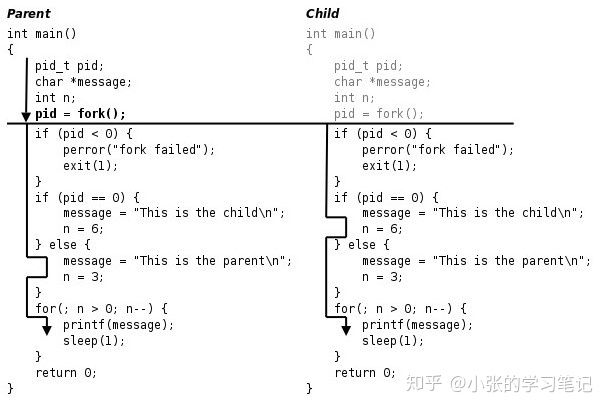 Parent
int main()
{
pid_t pid;
char *message;
int n;
pid = fork();
if (pid < 0) {
perror("fork failed");
exit(1);
}
if (pid == 0) {
message = "This is the child\n";
n = 6;
} else {
message = "This is the parent\n";
n = 3;
}
for(; n > 0; n--) {
printf(message);
sleep(1);
}
return 0;
}
Child
int main()
{
pid_t pid;
char *message;
int n;
pid = fork();
if (pid < 0) {
perror("fork failed");
exit(1);
}
if (pid == 0) {
message = "This is the child\n";
n = 6;
} else {
message = "This is the parent\n";
n = 3;
}
for(; n > 0; n--) {
printf(message);
sleep(1);
}
return 0;
}
知乎 @小张的学习笔记